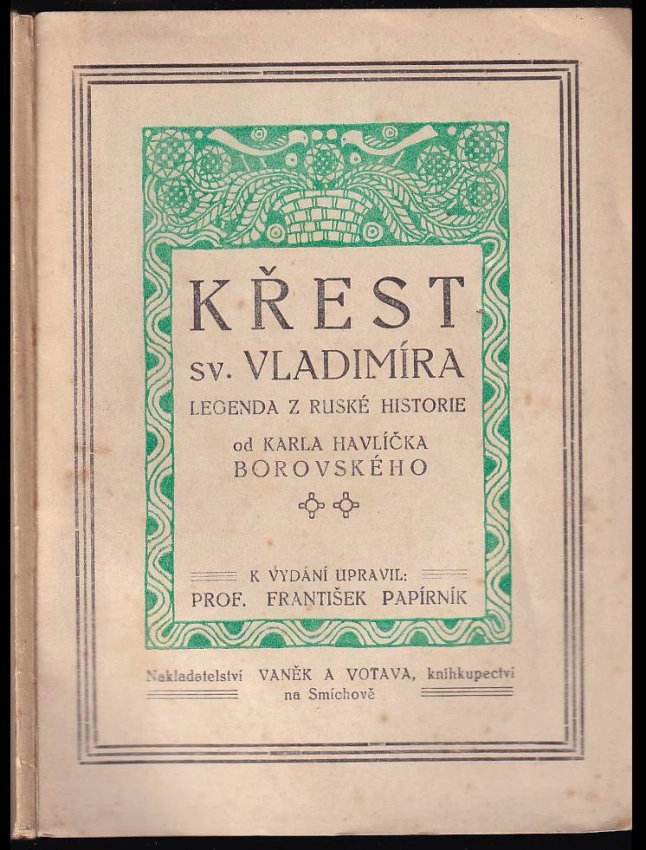 KŘEST
sv. VLADIMÍRA
LEGENDA Z RUSKÉ HISTORIE
od KARLA HAVLÍČKA
BOROVSKÉHO
K VYDÁNÍ UPRAVIL:
PROF. FRANTIŠEK PAPÍRNÍK
Nakladatelství VANĚK A VOTAVA, knihkupectví
na Smíchově